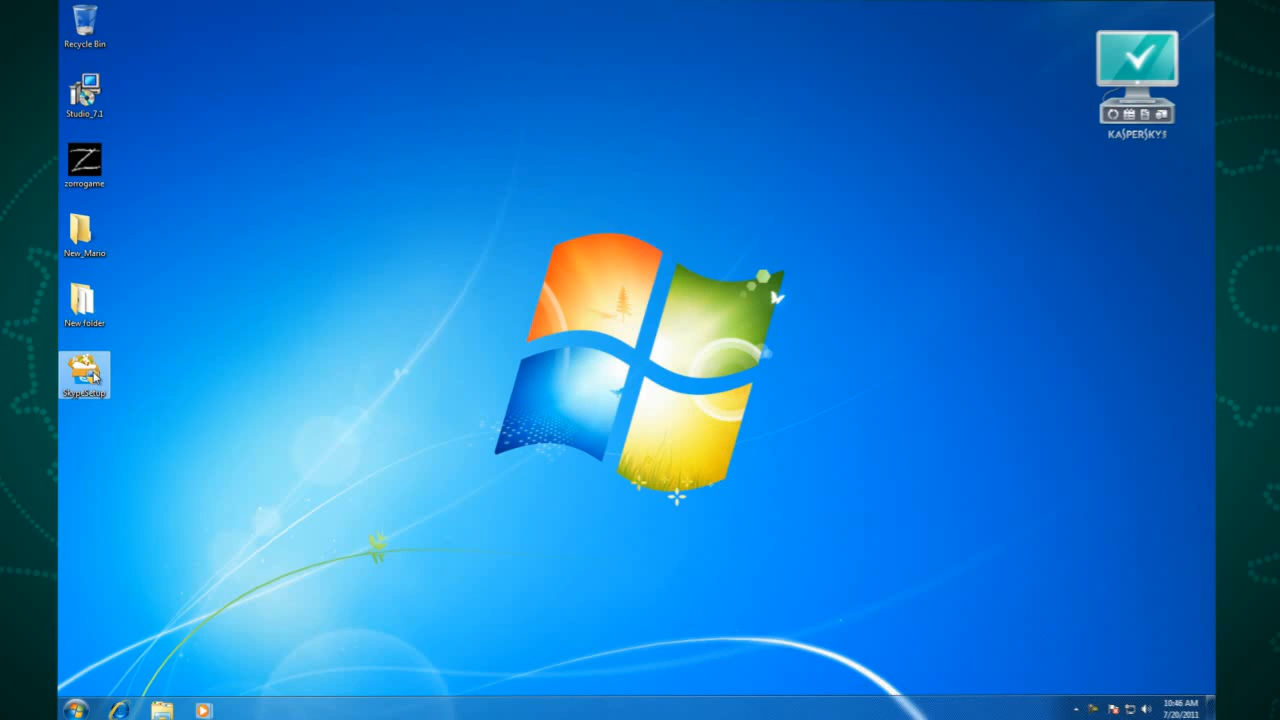 Recycle Bin
Studio_7.1
zorrogame
New_Mano
New folder
SkypeSetup
KASPERSKY
10:46 AM
7/20/2011